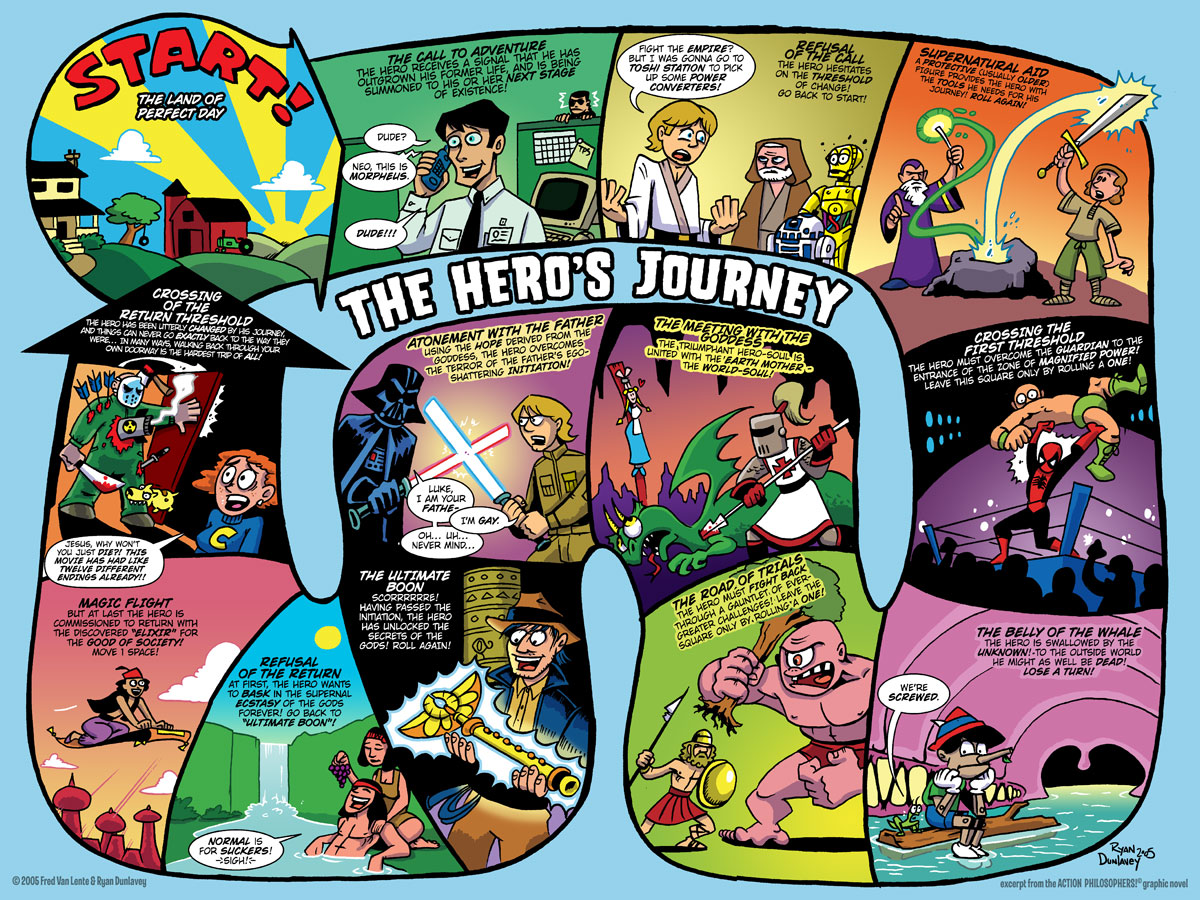 START!
THE LAND OF
PERFECT DAY
THE CALL TO ADVENTURE
THE HERO RECEIVES A SIGNAL THAT HE HAS
OUTGROWN HIS FORMER LIFE, AND IS BEING
SUMMONED TO HIS OR HER NEXT STAGE
OF EXISTENCE!
DUDE?
NEO, THIS IS
MORPHEUS.
DUDE!!!
FIGHT THE EMPIRE?
BUT I WAS GONNA GO TO
TOSHI STATION TO PICK
UP SOME POWER
CONVERTERS!
REFUSAL
OF THE CALL
THE HERO HESITATES
ON THE THRESHOLD
OF CHANGE!
GO BACK TO START!
SUPERNATURAL AID
A PROTECTIVE (USUALLY OLDER)
FIGURE PROVIDES THE HERO WITH
THE TOOLS HE NEEDS FOR HIS
JOURNEY! ROLL AGAIN!
THE HERO'S JOURNEY
CROSSING THE
FIRST THRESHOLD
THE HERO MUST OVERCOME THE GUARDIAN TO THE
ENTRANCE OF THE ZONE OF MAGNIFIED POWER!
LEAVE THIS SQUARE ONLY BY ROLLING A ONE!
THE BELLY OF THE WHALE
THE HERO IS SWALLOWED BY THE
UNKNOWN!-TO THE OUTSIDE WORLD
HE MIGHT AS WELL BE DEAD!
LOSE A TURN!
WE'RE
SCREWED.
THE ROAD OF TRIALS
THE HERO MUST FIGHT BACK
THROUGH A GAUNTLET OF EVER-
GREATER CHALLENGES! LEAVE THE
SQUARE ONLY BY ROLLING A ONE!
THE MEETING WITH THE
GODDESS
THE TRIUMPHANT HERO-SOUL IS
UNITED WITH THE EARTH MOTHER -
THE WORLD-SOUL!
ATONEMENT WITH THE FATHER
USING THE HOPE DERIVED FROM THE
GODDESS, THE HERO OVERCOMES
THE TERROR OF THE FATHER'S EGO-
SHATTERING INITIATION!
LUKE,
I AM YOUR
FATHE-
I'M GAY.
OH... UH...
NEVER MIND...
THE ULTIMATE
BOON
SCORRRRRRE!
HAVING PASSED THE
INITIATION, THE HERO
HAS UNLOCKED THE
SECRETS OF THE
GODS! ROLL AGAIN!
REFUSAL
OF THE RETURN
AT FIRST, THE HERO WANTS
TO BASK IN THE SUPERNAL
ECSTASY OF THE GODS
FOREVER! GO BACK TO
"ULTIMATE BOON"!
NORMAL IS
FOR SUCKERS!
-SIGH!-
MAGIC FLIGHT
BUT AT LAST THE HERO IS
COMMISSIONED TO RETURN WITH
THE DISCOVERED "ELIXIR" FOR
THE GOOD OF SOCIETY!
MOVE 1 SPACE!
CROSSING
OF THE
RETURN THRESHOLD
THE HERO HAS BEEN UTTERLY CHANGED BY HIS JOURNEY,
AND THINGS CAN NEVER GO EXACTLY BACK TO THE WAY THEY
WERE... IN MANY WAYS, WALKING BACK THROUGH YOUR
OWN DOORWAY IS THE HARDEST TRIP OF ALL!
C
JESUS, WHY WON'T
YOU JUST DIE?! THIS
MOVIE HAS HAD LIKE
TWELVE DIFFERENT
ENDINGS ALREADY!!
RYAN
DUNLAVEY 2005
© 2005 Fred Van Lente & Ryan Dunlavey
excerpt from the ACTION PHILOSOPHERS!© graphic novel